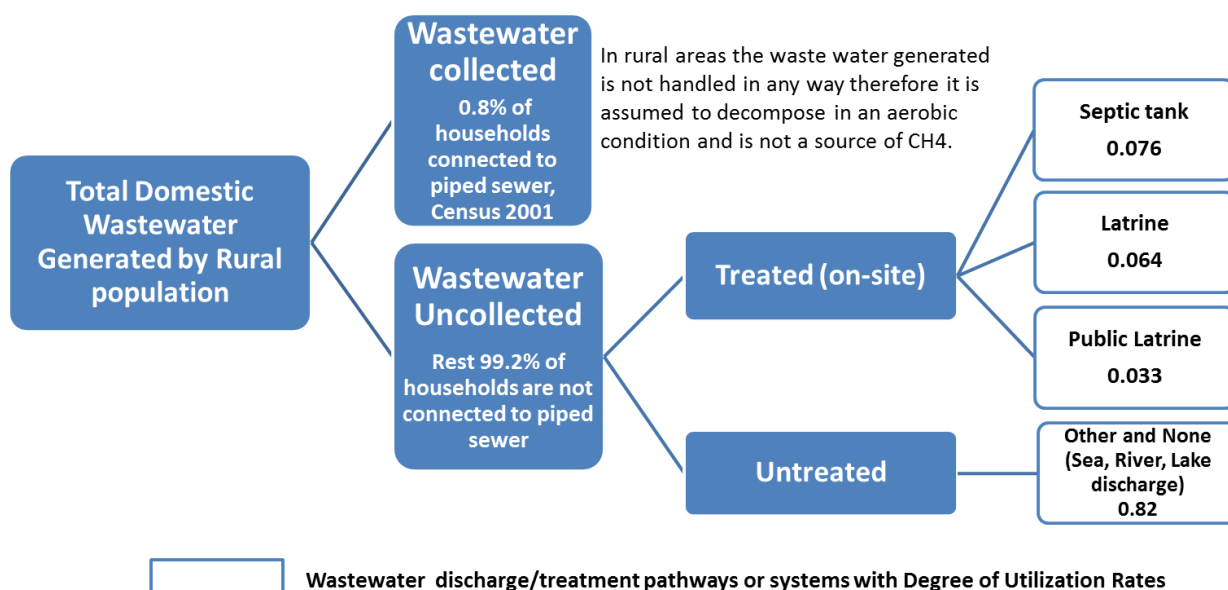 Total Domestic
Wastewater
Generated by Rural
population
Wastewater
collected
0.8% of
households
connected to
piped sewer,
Census 2001
In rural areas the waste water generated
is not handled in any way therefore it is
assumed to decompose in an aerobic
condition and is not a source of CH4.
Wastewater
Uncollected
Rest 99.2% of
households are not
connected to piped
sewer
Treated (on-site)
Untreated
Septic tank
0.076
Latrine
0.064
Public Latrine
0.033
Other and None
(Sea, River, Lake
discharge)
0.82
Wastewater discharge/treatment pathways or systems with Degree of Utilization Rates